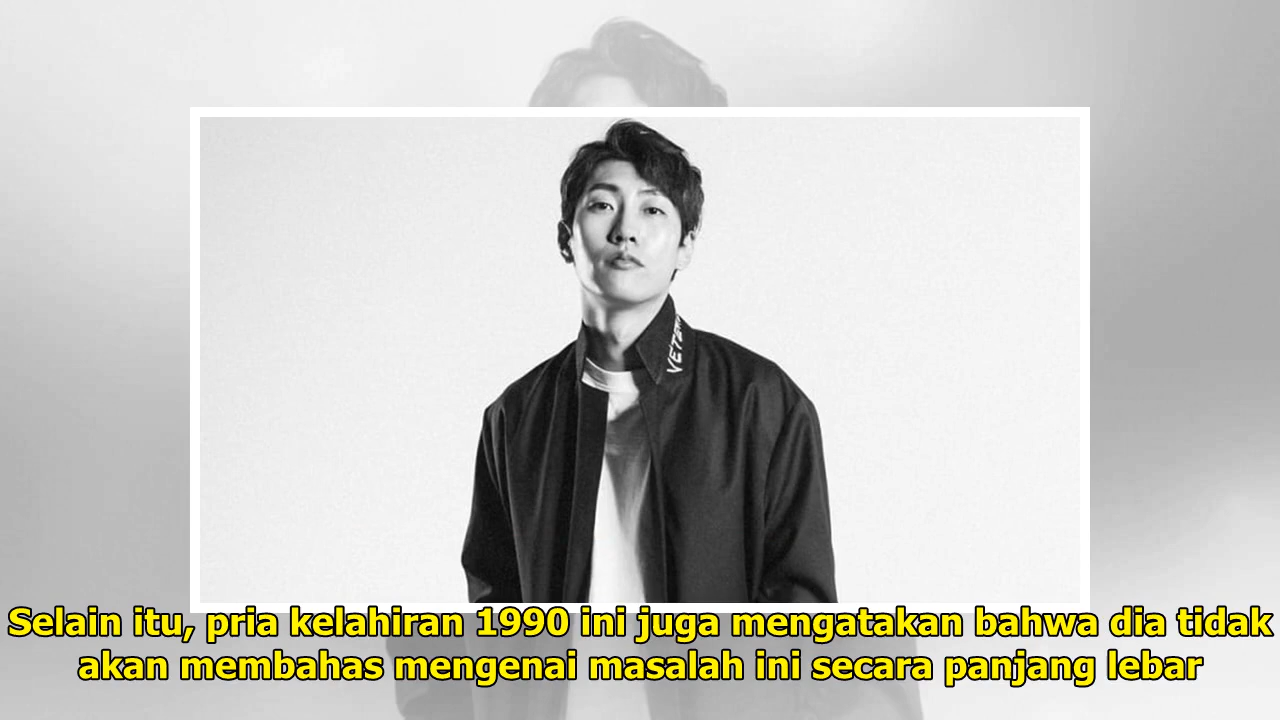 VETEM
Selain itu, pria kelahiran 1990 ini juga mengatakan bahwa dia tidak
akan membahas mengenai masalah ini secara panjang lebar